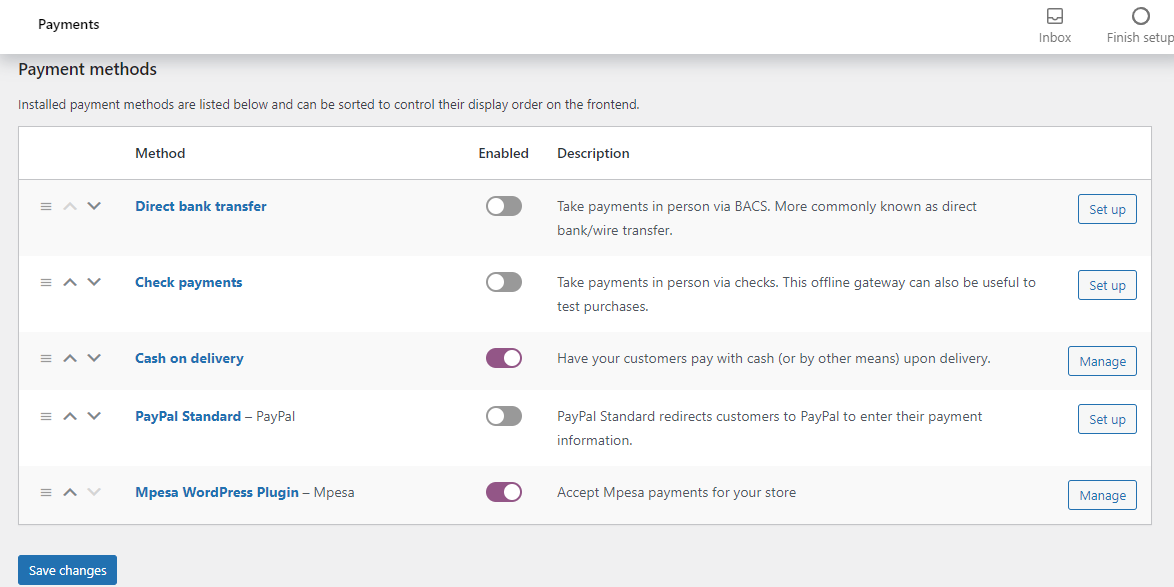 Payments
Inbox
Finish setup
Payment methods
Installed payment methods are listed below and can be sorted to control their display order on the frontend.
Method Enabled Description
Direct bank transfer
Take payments in person via BACS. More commonly known as direct
bank/wire transfer.
Set up
Check payments
Take payments in person via checks. This offline gateway can also be useful to
test purchases.
Set up
Cash on delivery
Have your customers pay with cash (or by other means) upon delivery.
Manage
PayPal Standard – PayPal
PayPal Standard redirects customers to PayPal to enter their payment
information.
Set up
Mpesa WordPress Plugin – Mpesa
Accept Mpesa payments for your store
Manage
Save changes